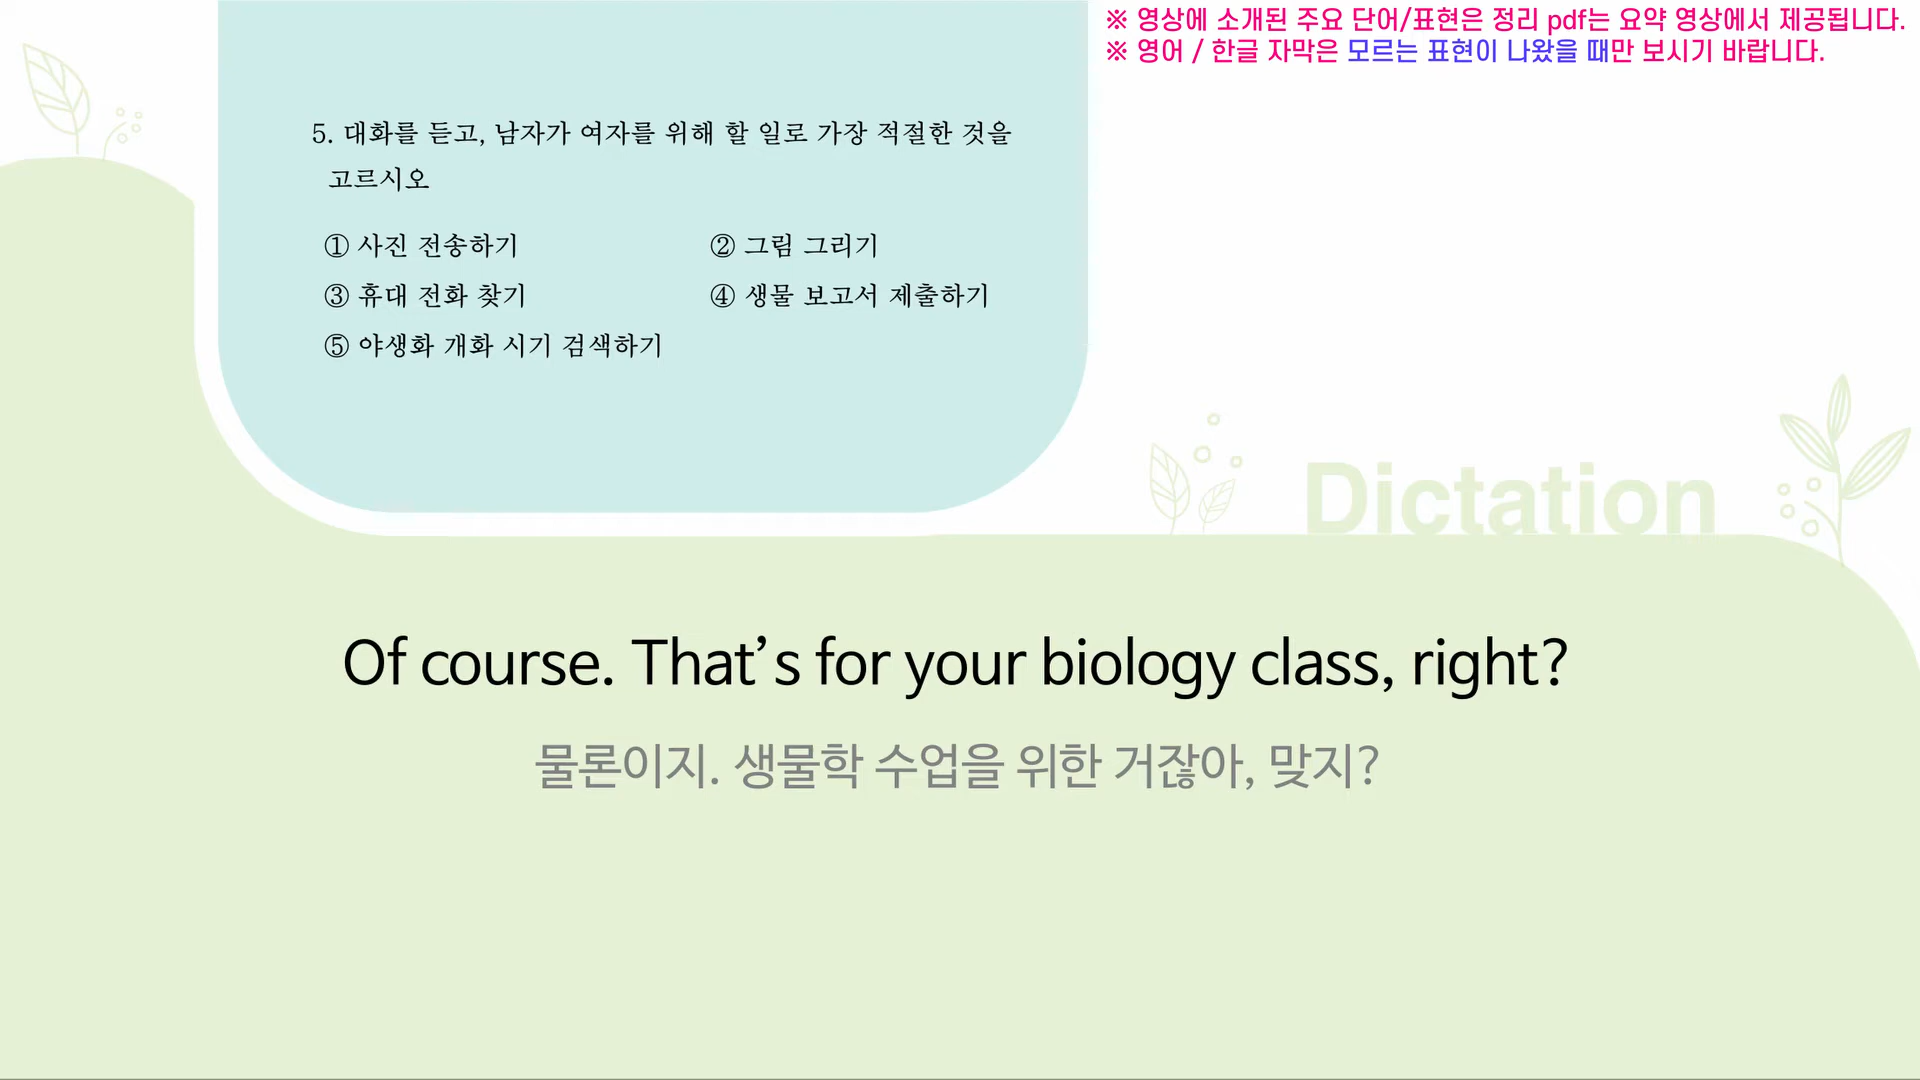 ※ 영상에 소개된 주요 단어/표현은 정리 pdf는 요약 영상에서 제공됩니다.
※ 영어 / 한글 자막은 모르는 표현이 나왔을 때만 보시기 바랍니다.
5. 대화를 듣고, 남자가 여자를 위해 할 일로 가장 적절한 것을
고르시오
① 사진 전송하기 ② 그림 그리기
③ 휴대 전화 찾기 ④ 생물 보고서 제출하기
⑤ 야생화 개화 시기 검색하기
Dictation
Of course. That’s for your biology class, right?
물론이지. 생물학 수업을 위한 거잖아, 맞지?